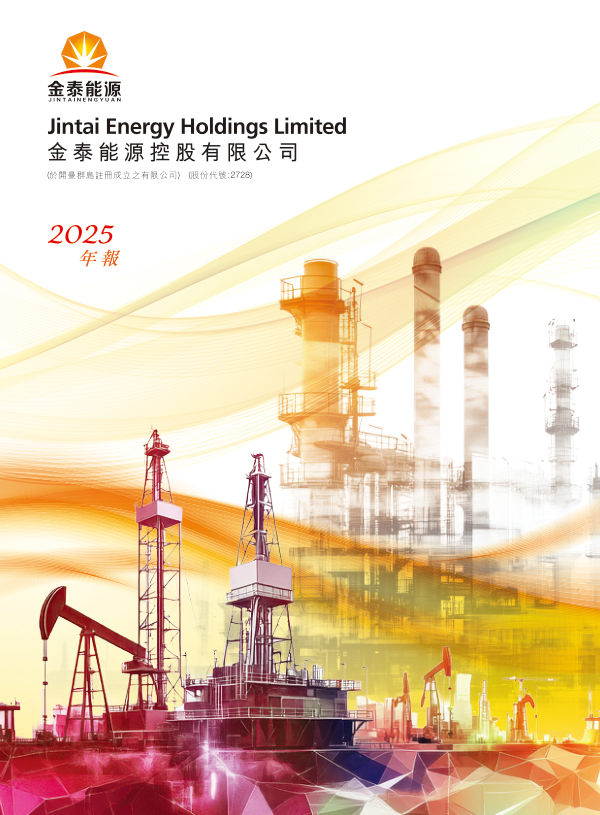 金泰能源
JINTAINENGYUAN
Jintai Energy Holdings Limited
金泰能源控股有限公司
(於開曼群島註冊成立之有限公司) (股份代號:2728)
2025
年報